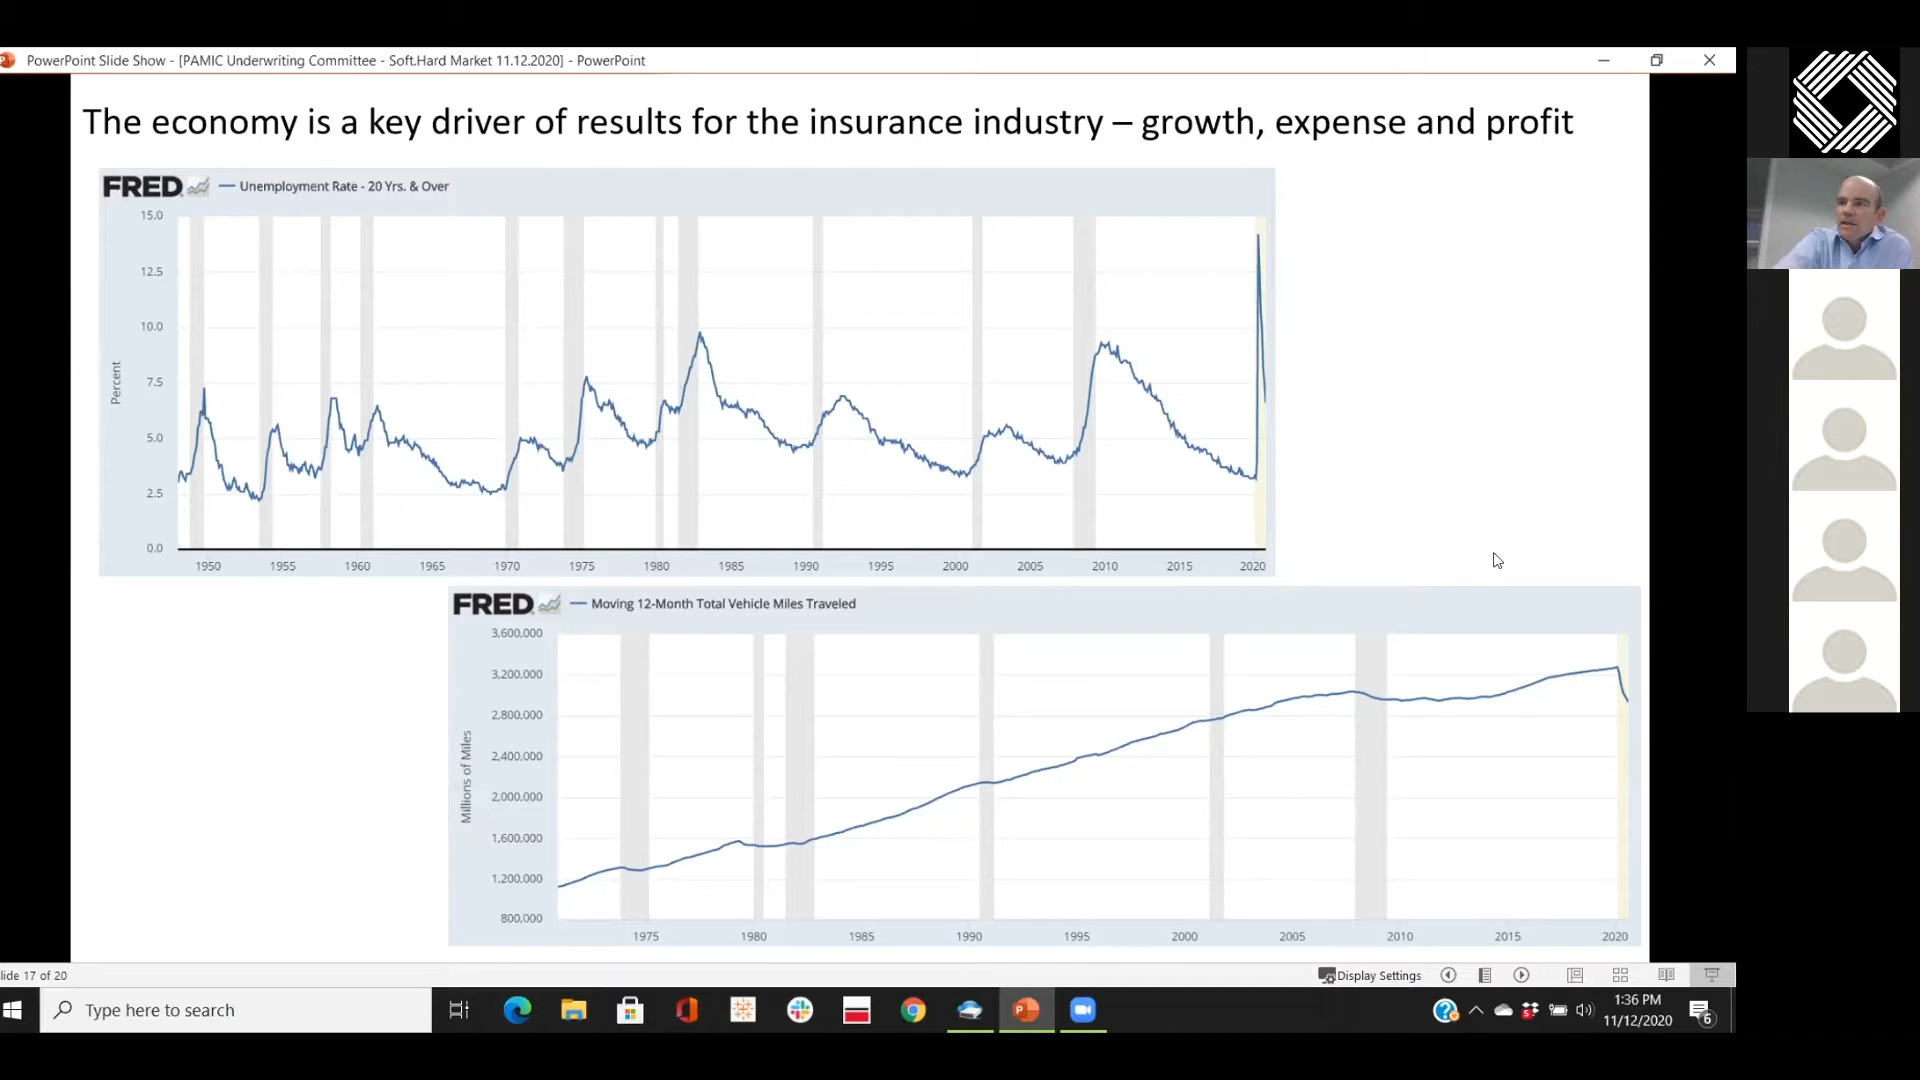 PowerPoint Slide Show - [PAMIC Underwriting Committee - Soft.Hard Market 11.12.2020] - PowerPoint
The economy is a key driver of results for the insurance industry – growth, expense and profit
FRED
Unemployment Rate - 20 Yrs. & Over
15.0
12.5
10.0
7.5
5.0
2.5
0.0
Percent
1950 1955 1960 1965 1970 1975 1980 1985 1990 1995 2000 2005 2010 2015 2020
FRED
Moving 12-Month Total Vehicle Miles Traveled
3,600,000
3,200,000
2,800,000
2,400,000
2,000,000
1,600,000
1,200,000
800,000
Millions of Miles
1975 1980 1985 1990 1995 2000 2005 2010 2015 2020
lide 17 of 20
Display Settings
Type here to search
1:36 PM
11/12/2020
6